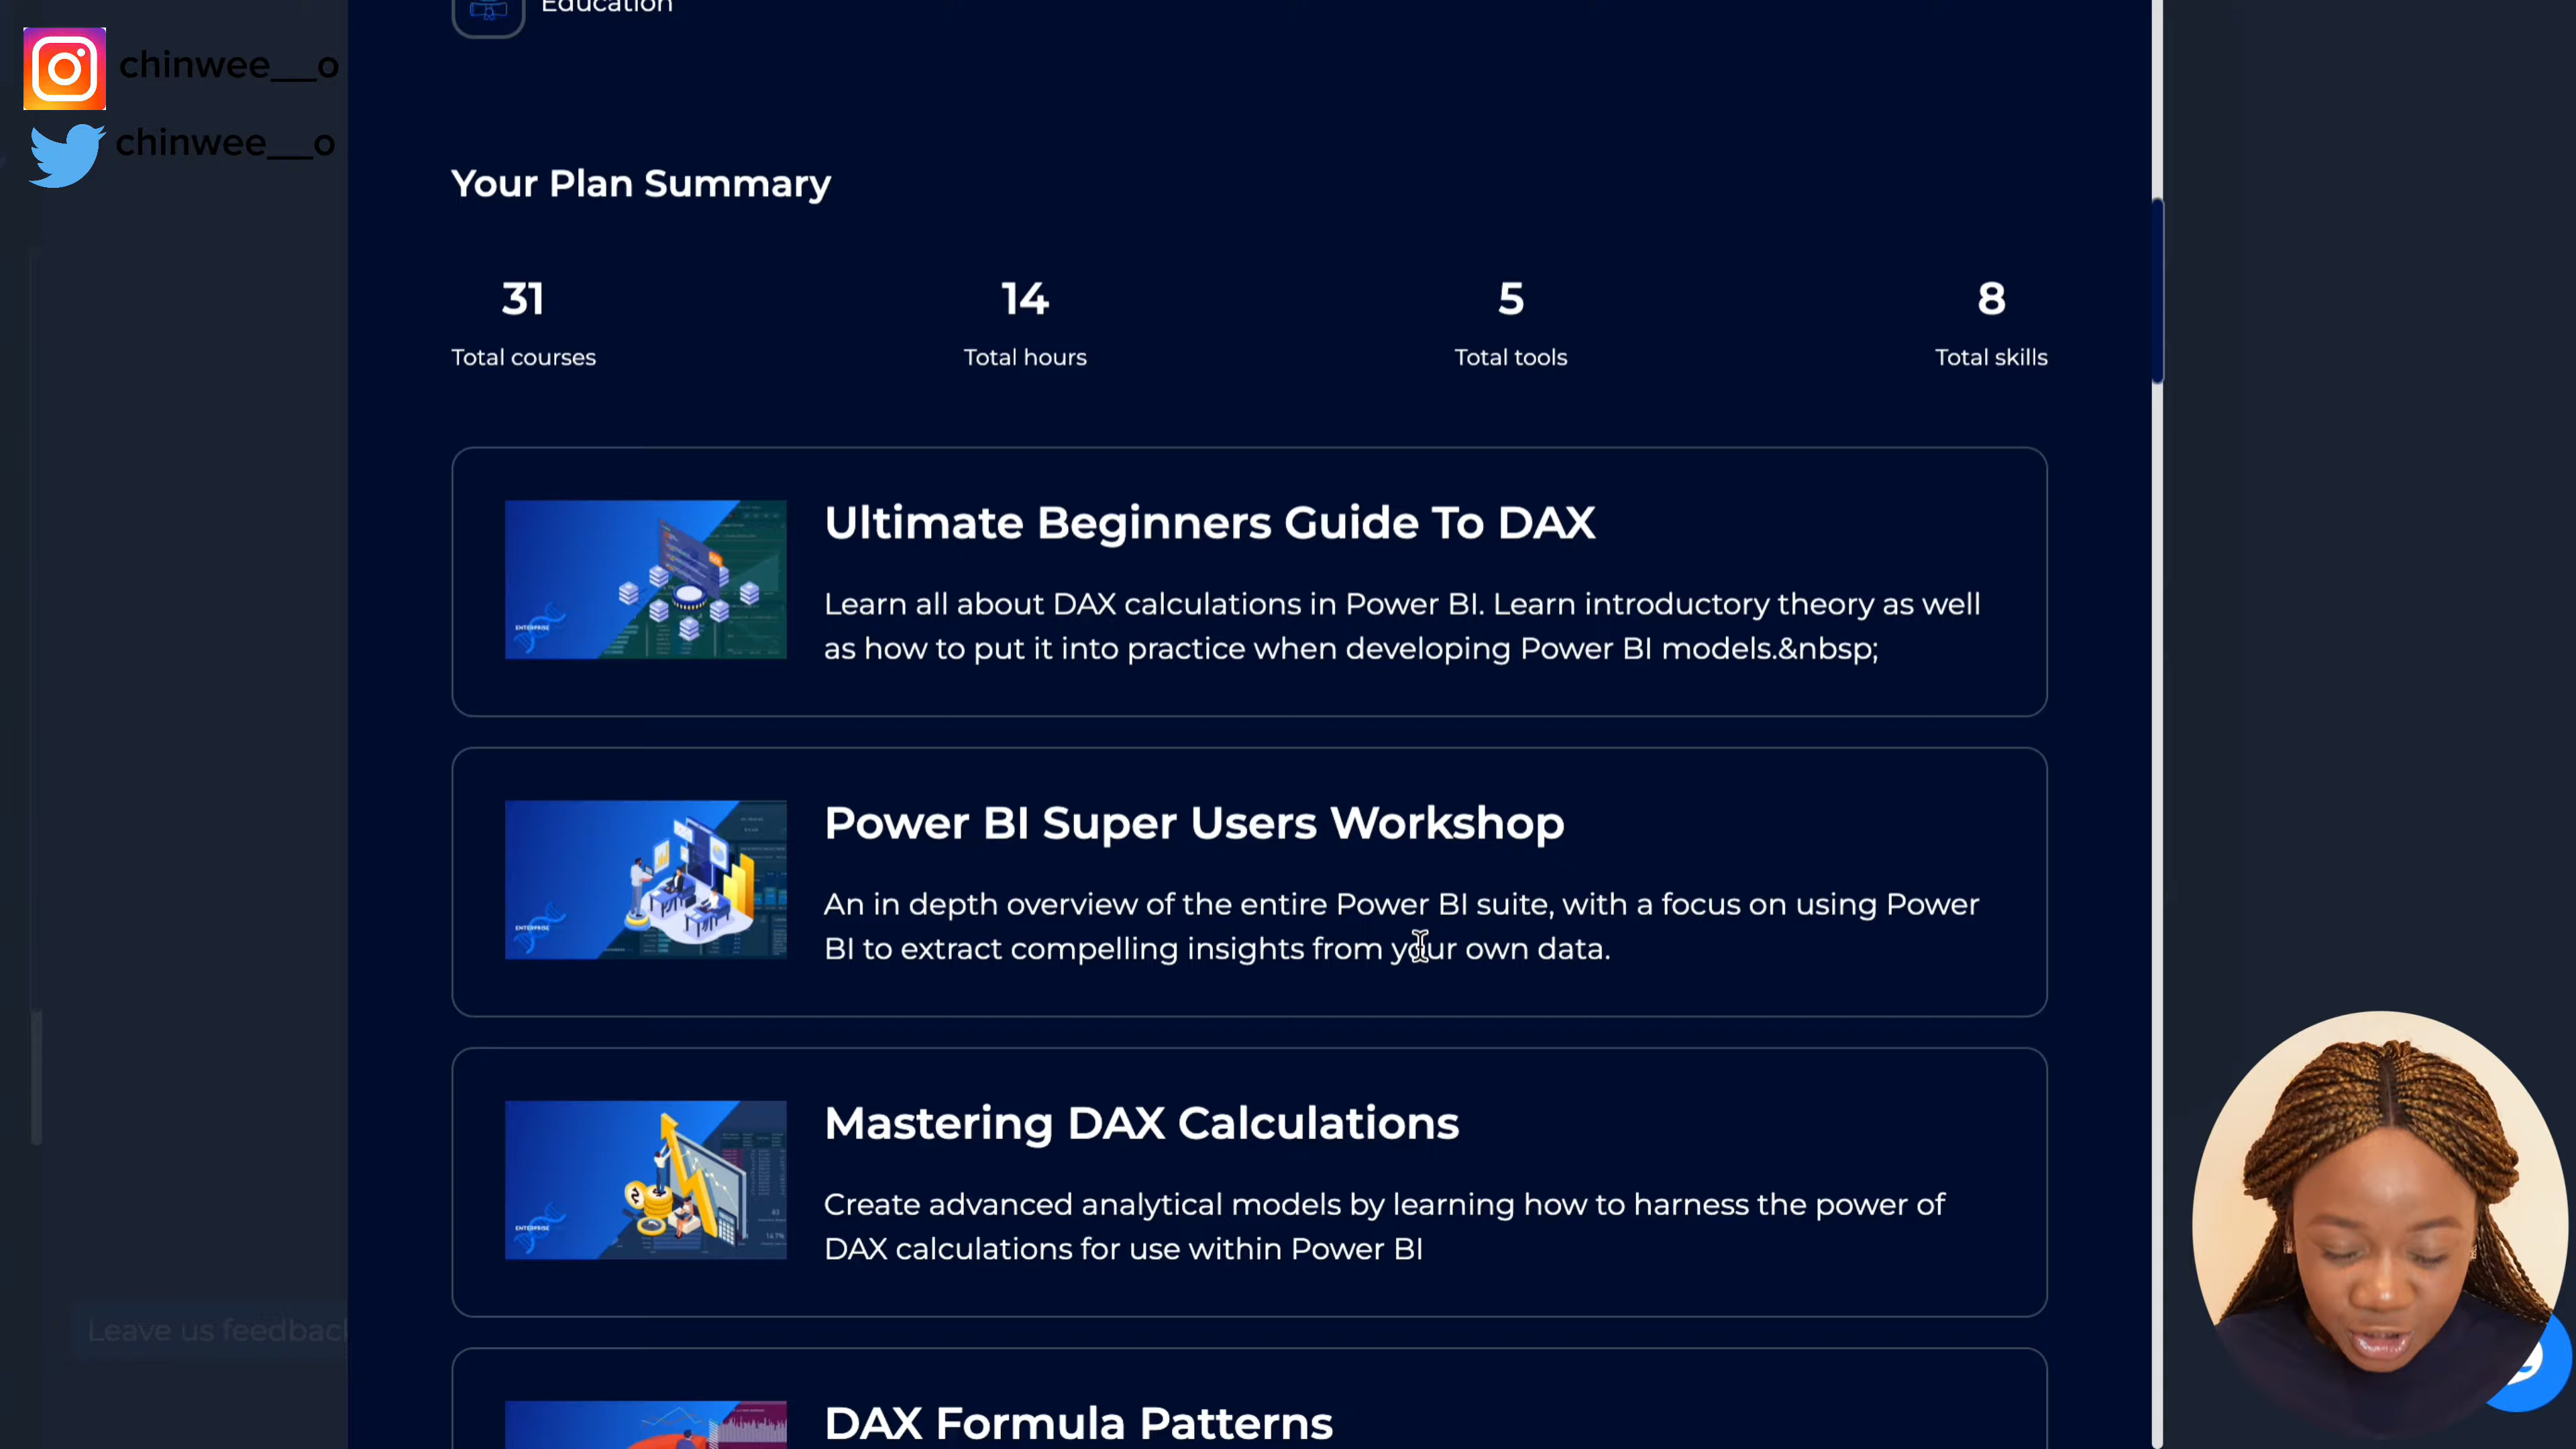 Education
chinwee__o
chinwee__o
Your Plan Summary
31
14
5
8
Total courses
Total hours
Total tools
Total skills
Ultimate Beginners Guide To DAX
Learn all about DAX calculations in Power BI. Learn introductory theory as well
as how to put it into practice when developing Power BI models.&nbsp;
ENTERPRISE
Power BI Super Users Workshop
An in depth overview of the entire Power BI suite, with a focus on using Power
BI to extract compelling insights from your own data.
ENTERPRISE
Mastering DAX Calculations
Create advanced analytical models by learning how to harness the power of
DAX calculations for use within Power BI
ENTERPRISE
Leave us feedback
DAX Formula Patterns